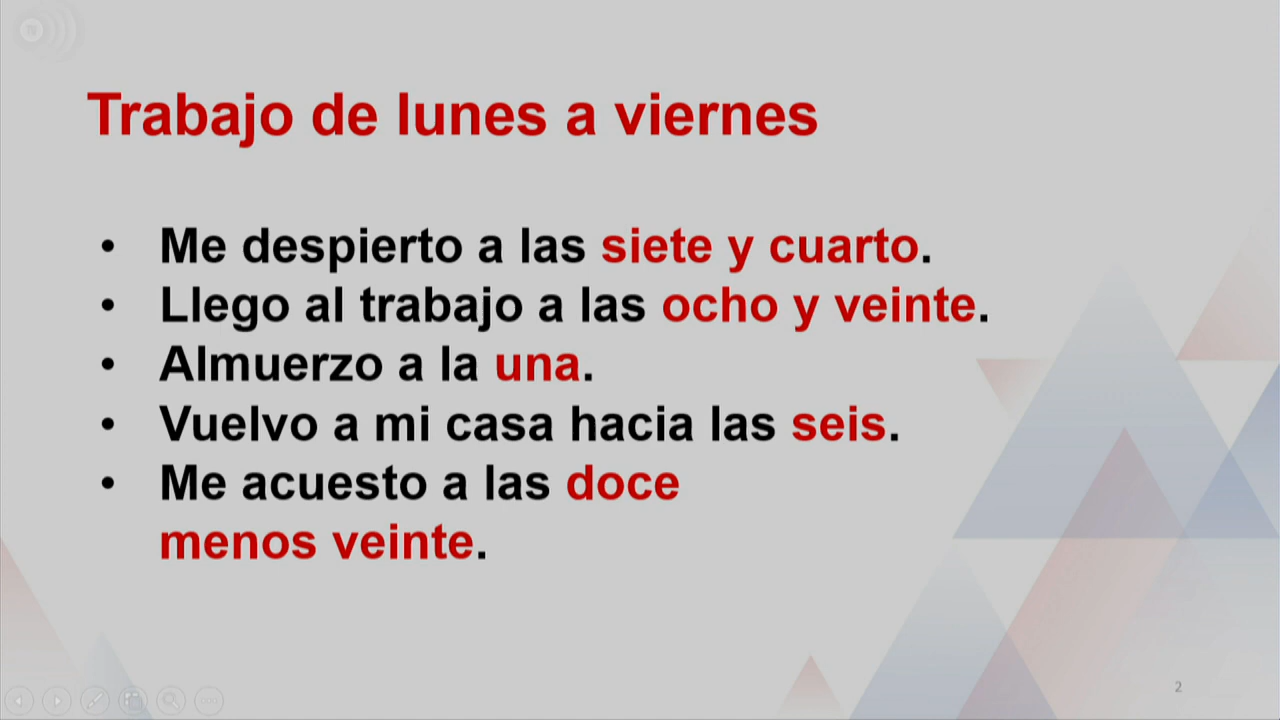 Trabajo de lunes a viernes
• Me despierto a las siete y cuarto.
• Llego al trabajo a las ocho y veinte.
• Almuerzo a la una.
• Vuelvo a mi casa hacia las seis.
• Me acuesto a las doce
menos veinte.
2